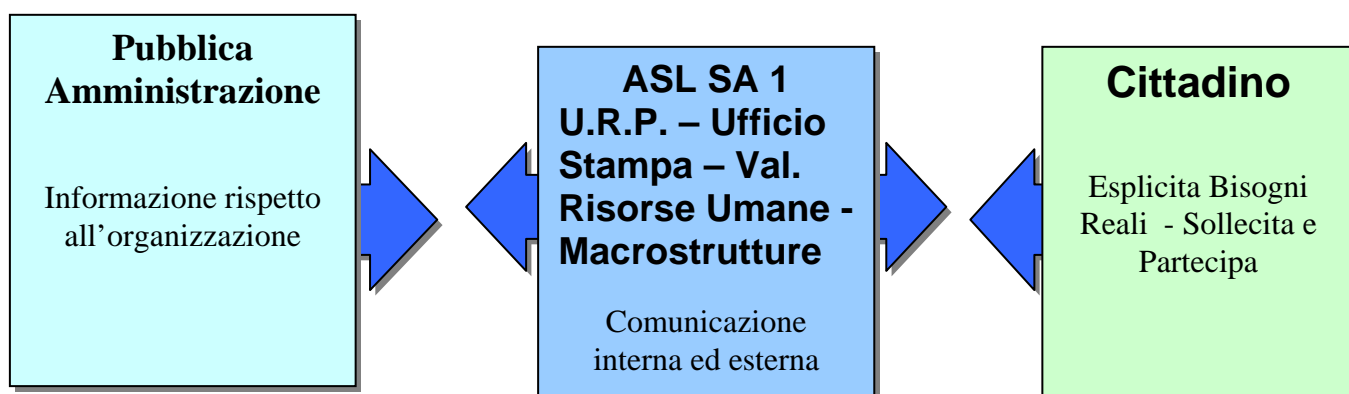 Pubblica
Amministrazione
Informazione rispetto
all’organizzazione
ASL SA 1
U.R.P. – Ufficio
Stampa – Val.
Risorse Umane -
Macrostrutture
Comunicazione
interna ed esterna
Cittadino
Esplicita Bisogni
Reali - Sollecita e
Partecipa